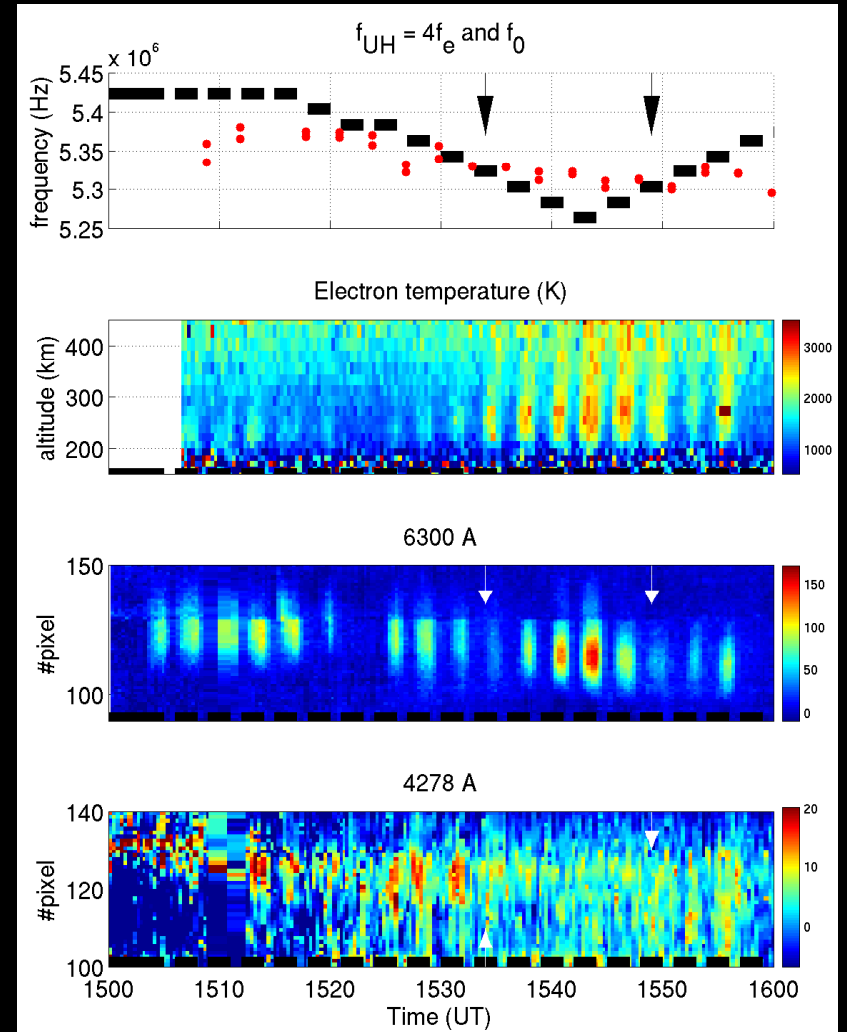 f_UH = 4f_e and f_0
x 10^6
5.45
5.4
5.35
5.3
5.25
frequency (Hz)
Electron temperature (K)
400
300
200
altitude (km)
3000
2000
1000
6300 A
150
100
#pixel
150
100
50
0
4278 A
140
120
100
#pixel
20
10
0
1500 1510 1520 1530 1540 1550 1600
Time (UT)